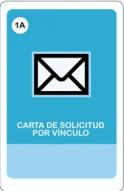 1A
CARTA DE SOLICITUD
POR VÍNCULO